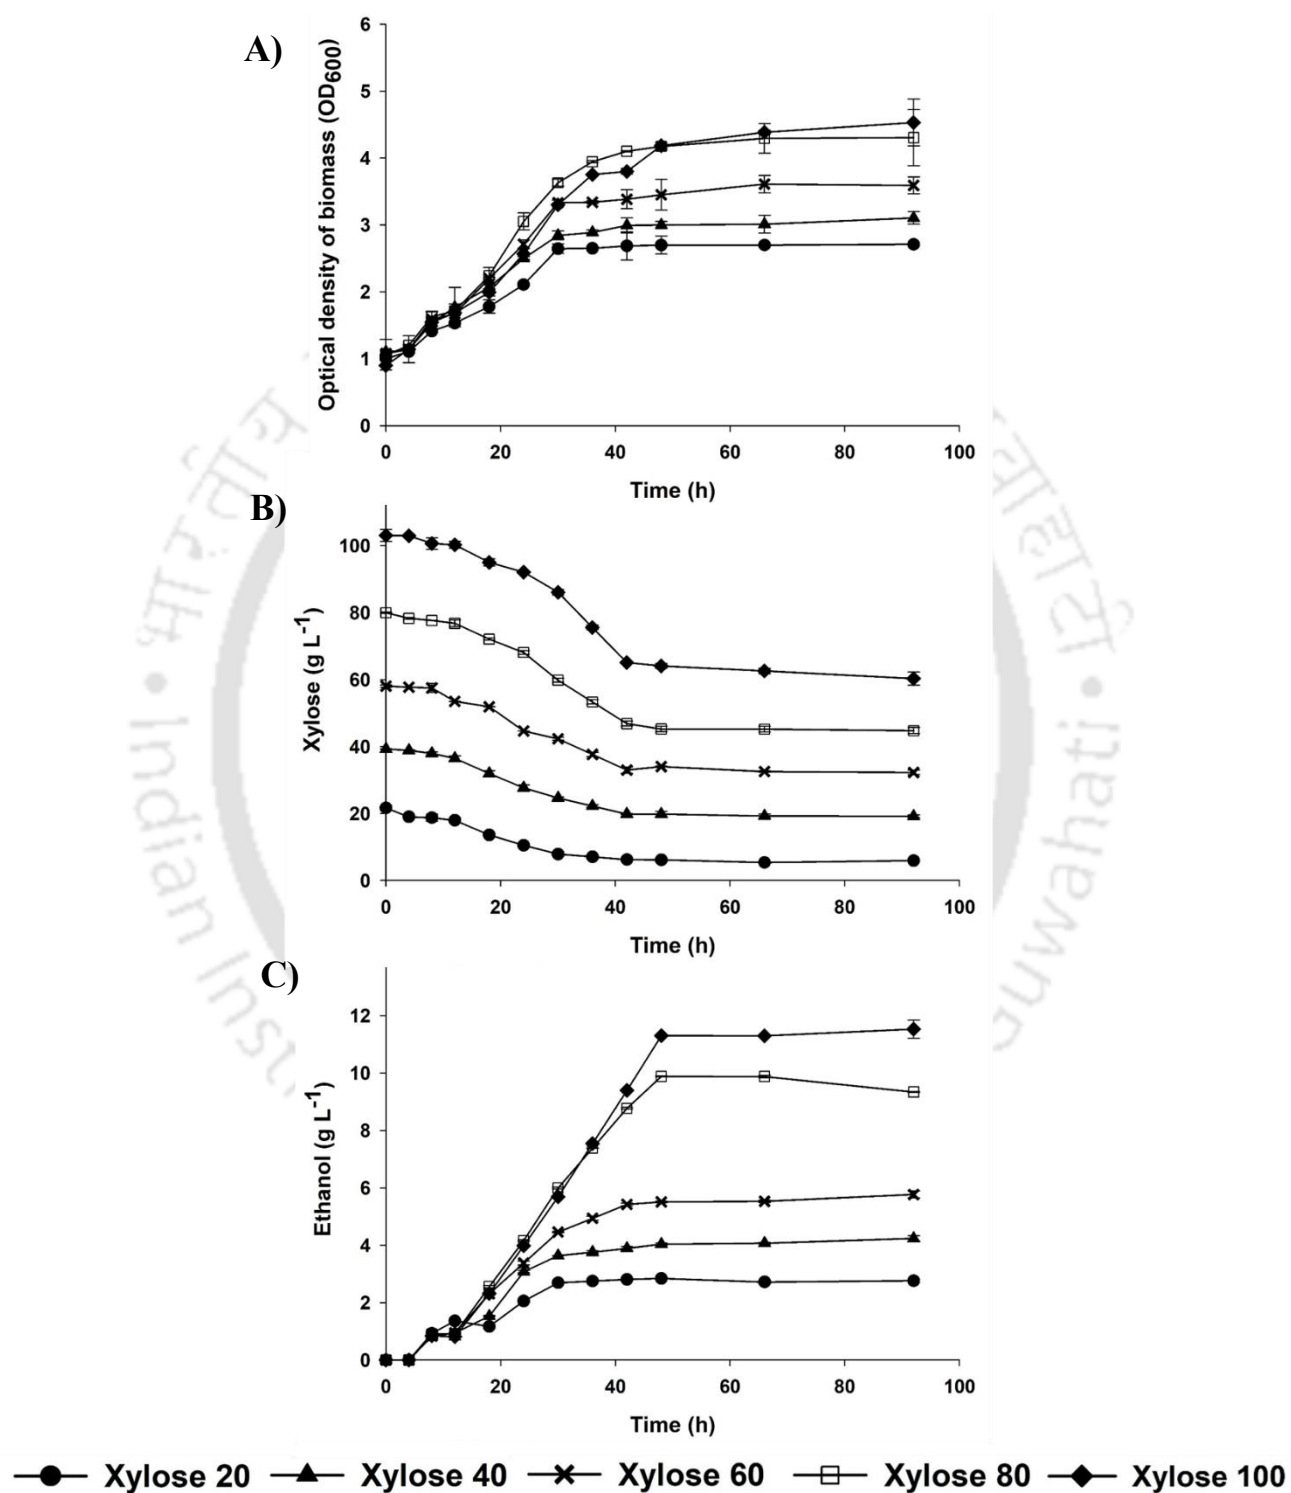 A)
Optical density of biomass (OD600)
6
5
4
3
2
1
0
0 20 40 60 80 100
Time (h)
B)
Xylose (g L-1)
100
80
60
40
20
0
0 20 40 60 80 100
Time (h)
C)
Ethanol (g L-1)
12
10
8
6
4
2
0
0 20 40 60 80 100
Time (h)
Xylose 20 Xylose 40 Xylose 60 Xylose 80 Xylose 100
• Indian Inst
Guwahati •